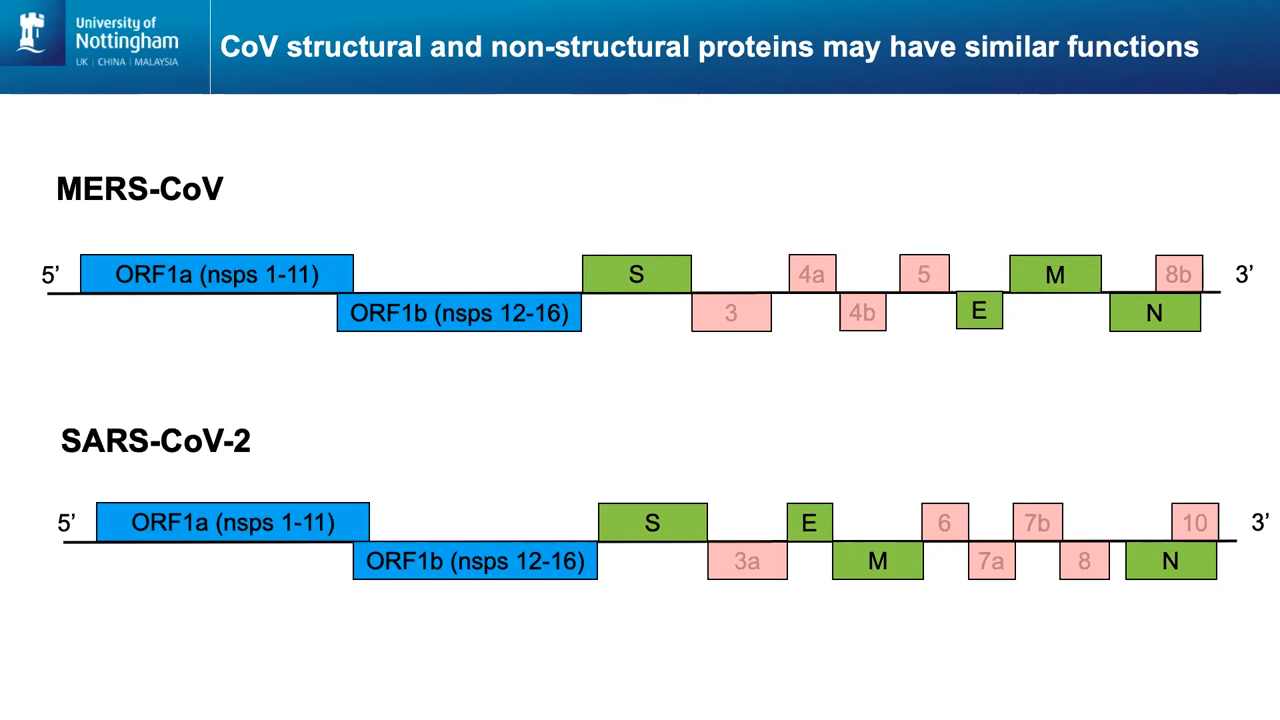 University of
Nottingham
UK | CHINA | MALAYSIA
CoV structural and non-structural proteins may have similar functions
MERS-CoV
5’ ORF1a (nsps 1-11) S 4a 5 M 8b 3’
ORF1b (nsps 12-16) 3 4b E N
SARS-CoV-2
5’ ORF1a (nsps 1-11) S E 6 7b 10 3’
ORF1b (nsps 12-16) 3a M 7a 8 N